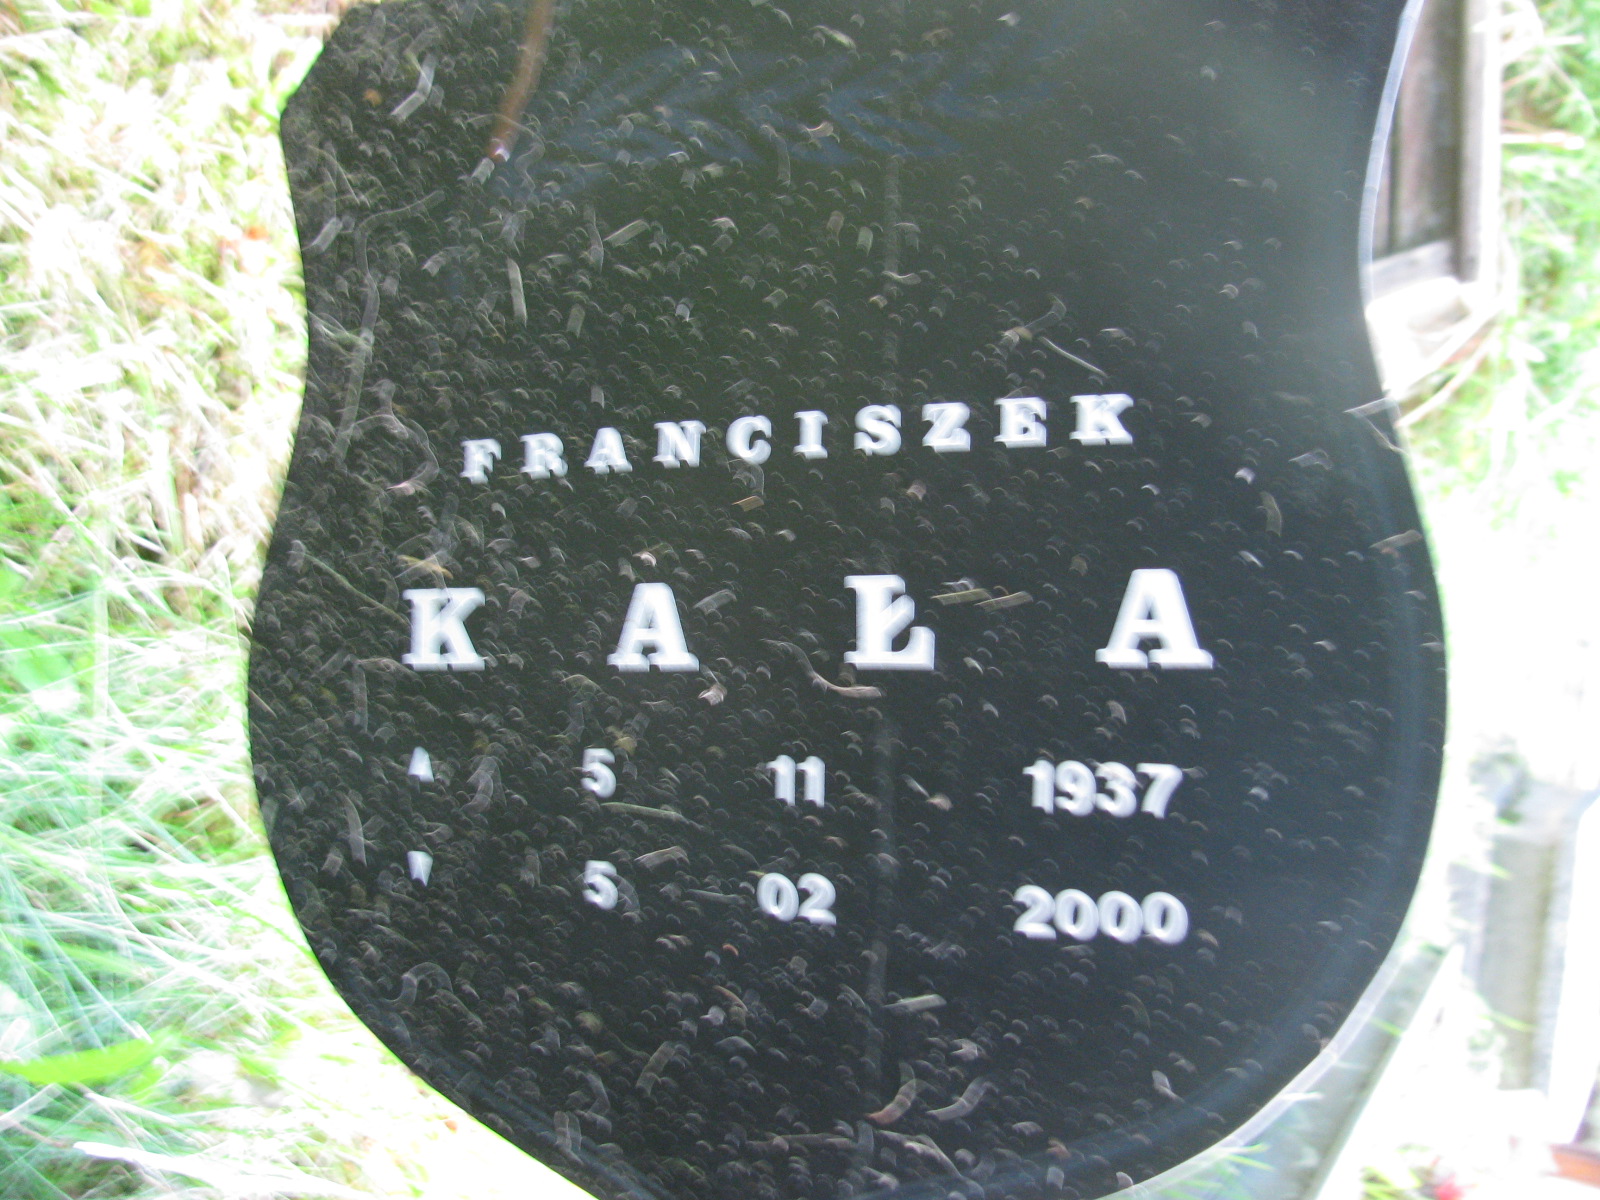 FRANCISZEK
KAŁA
▲ 5 11 1937
▼ 5 02 2000